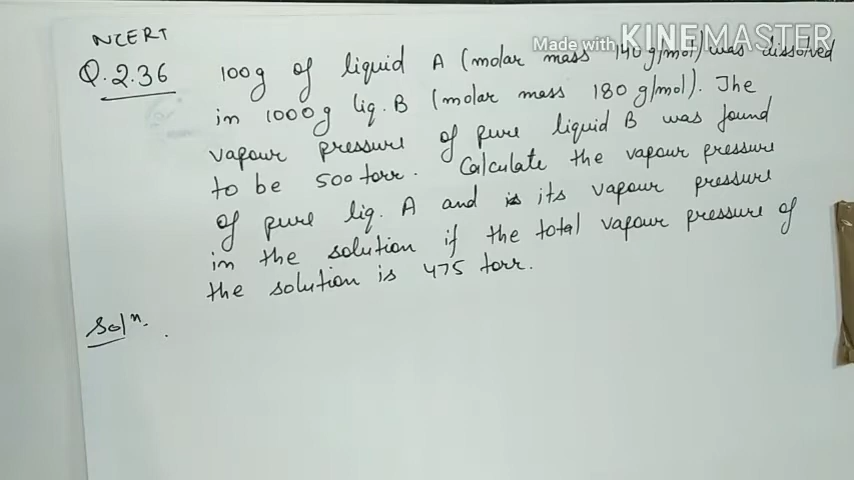 Made with KINEMASTER
NCERT
Q.2.36 100g of liquid A (molar mass 140 g/mol) was dissolved
in 1000g liq. B (molar mass 180 g/mol). The
vapour pressure of pure liquid B was found
to be 500 torr. Calculate the vapour pressure
of pure liq. A and its vapour pressure
in the solution if the total vapour pressure of
the solution is 475 torr.
Solⁿ.